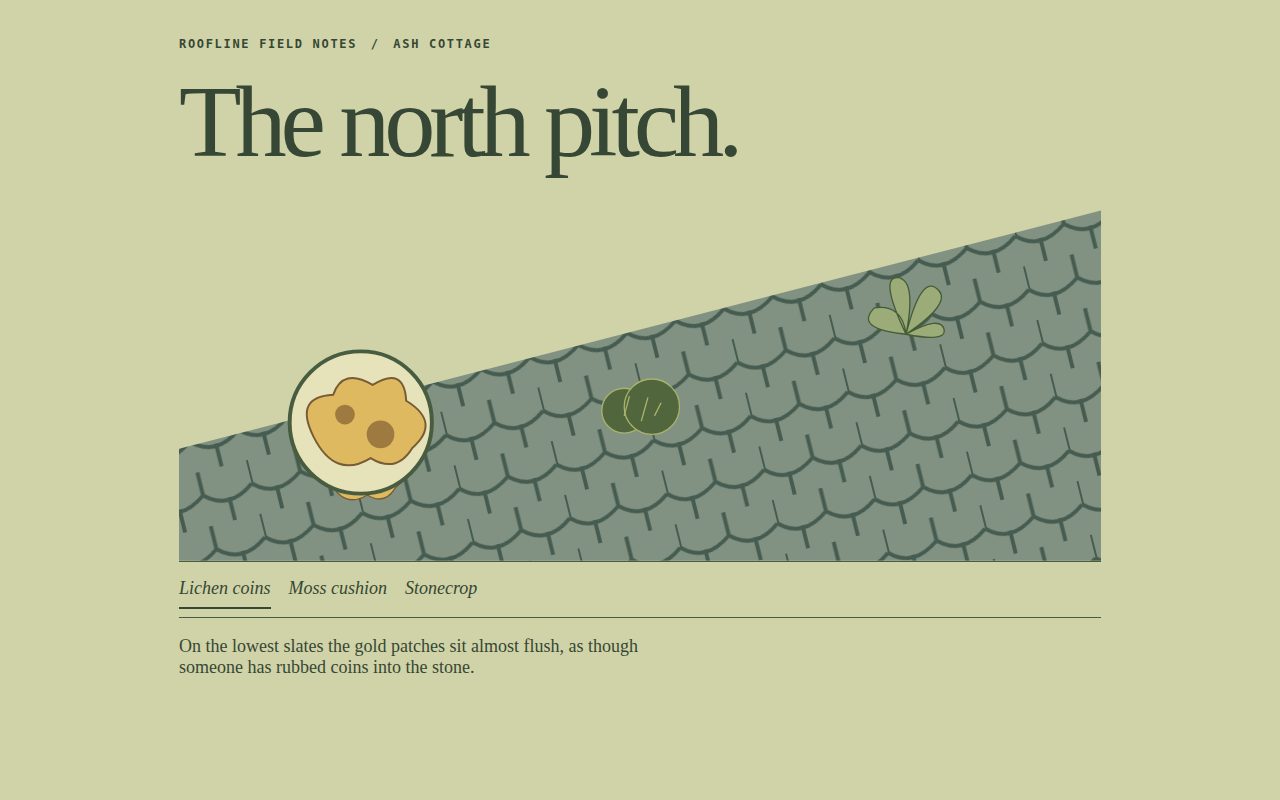 ROOFLINE FIELD NOTES / ASH COTTAGE
The north pitch.
Lichen coins Moss cushion Stonecrop
On the lowest slates the gold patches sit almost flush, as though
someone has rubbed coins into the stone.